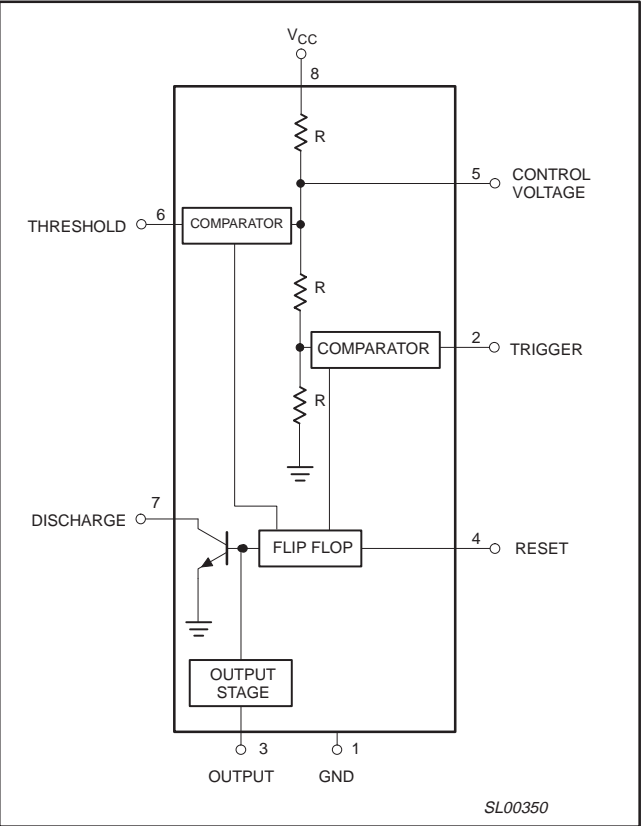 VCC
8
R
5
CONTROL
VOLTAGE
6
THRESHOLD
COMPARATOR
R
2
COMPARATOR
TRIGGER
R
7
DISCHARGE
4
FLIP FLOP
RESET
OUTPUT
STAGE
3
1
OUTPUT
GND
SL00350